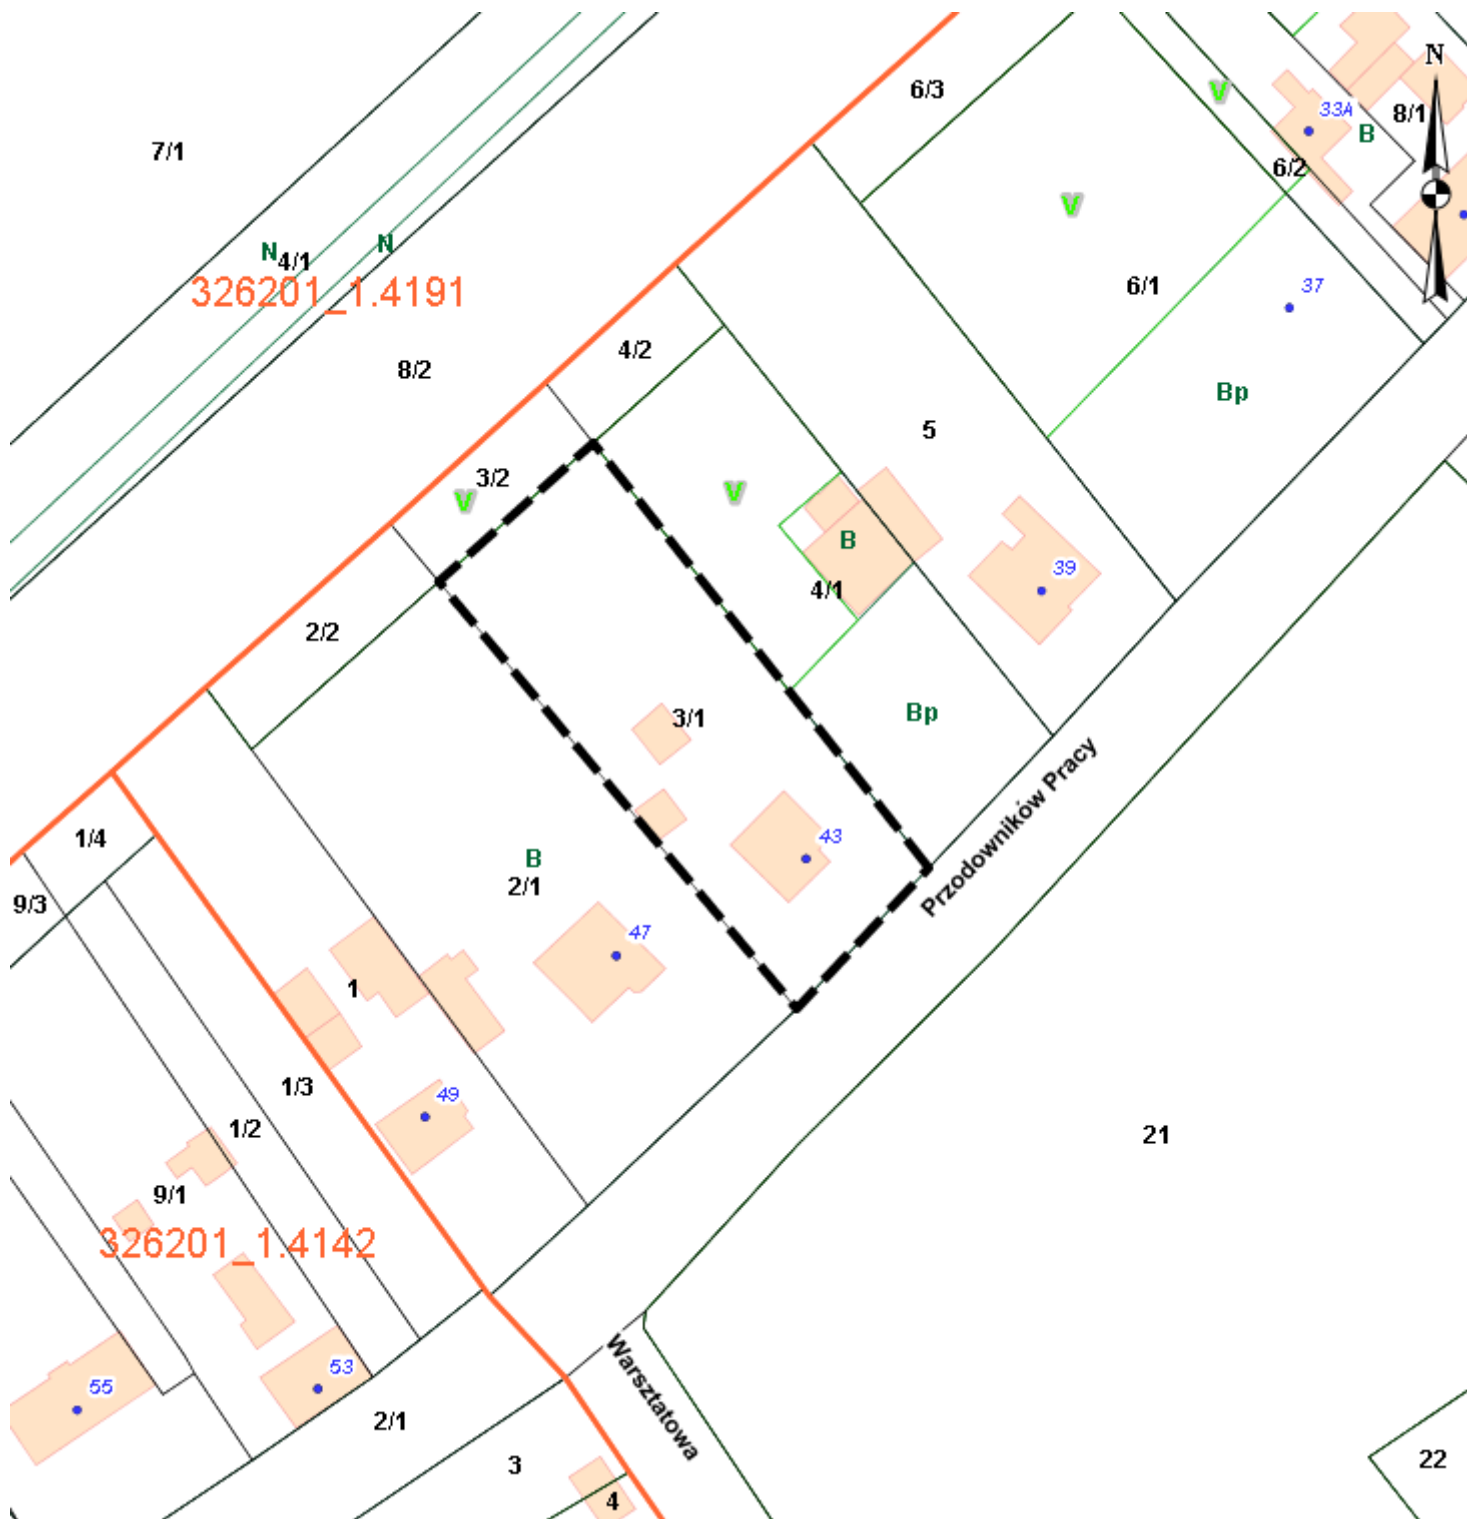 N
6/3
V
33A
8/1
B
7/1
6/2
V
N
N
4/1
326201_1.4191
6/1
37
8/2
4/2
Bp
5
3/2
V
V
B
39
4/1
2/2
3/1
Bp
Przodowników Pracy
1/4
43
B
2/1
9/3
47
1
1/3
49
1/2
21
9/1
326201_1.4142
53
55
Warsztatowa
2/1
3
22
4